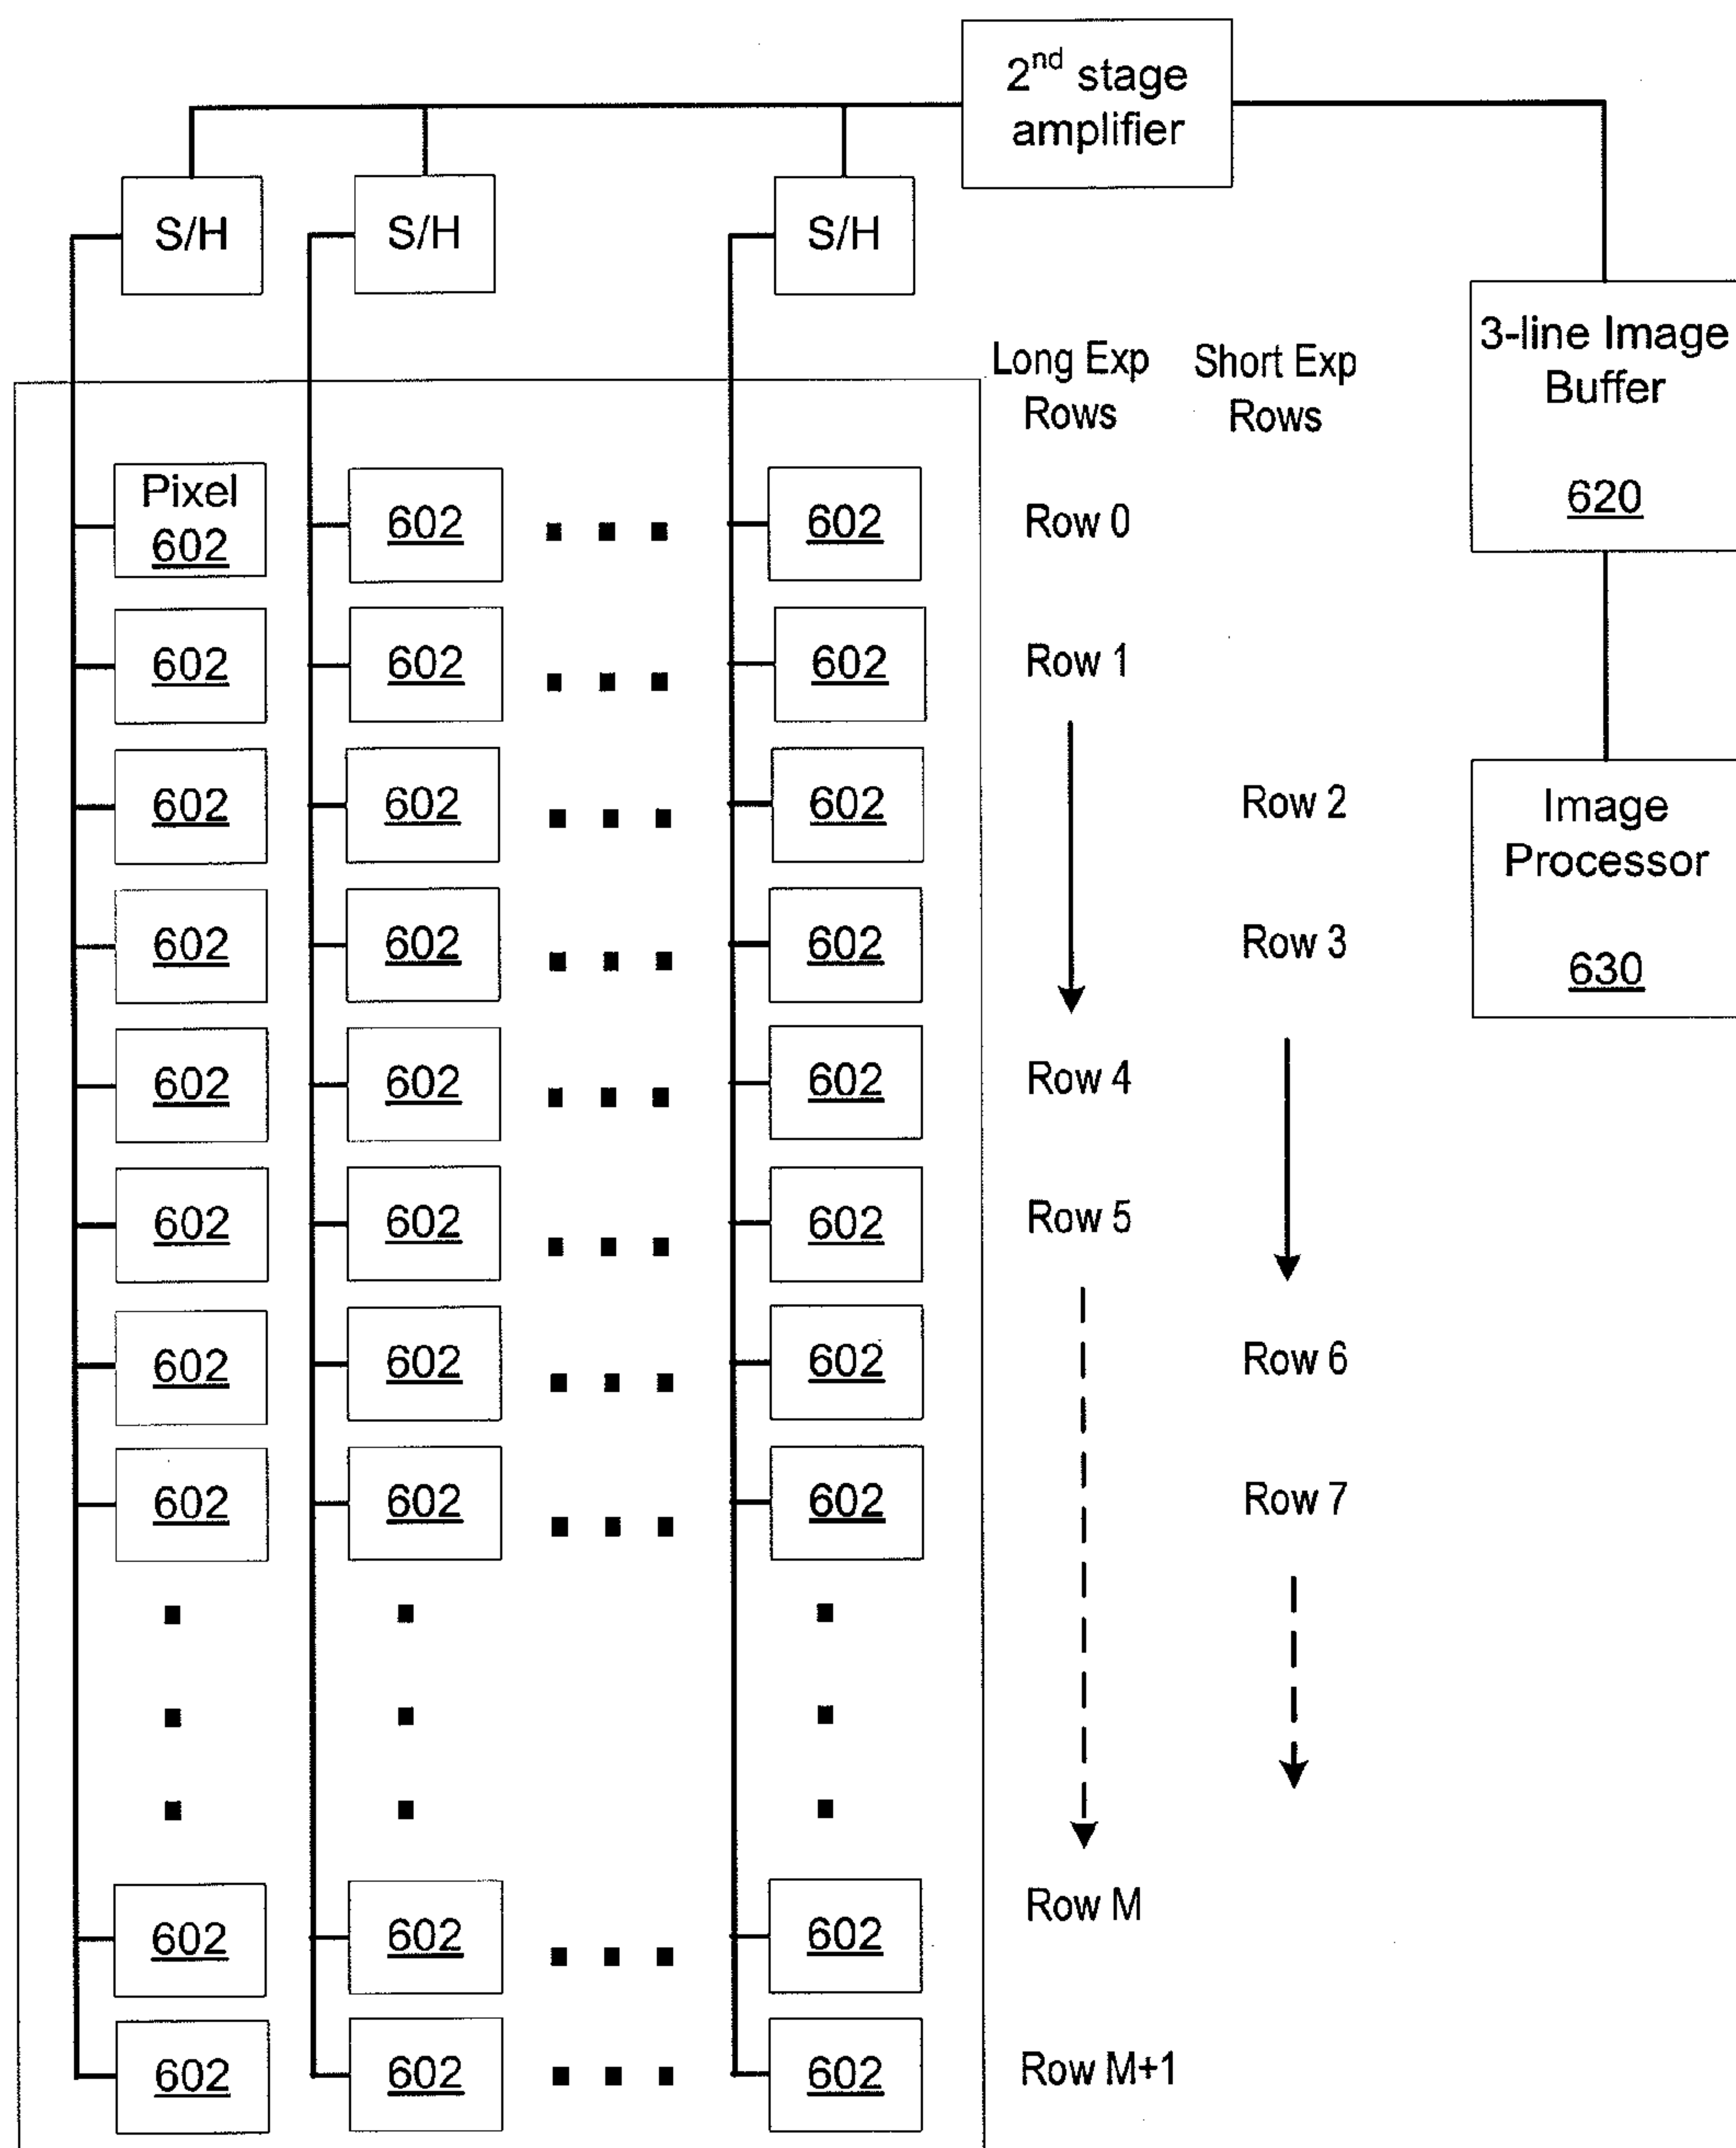 2nd stage
amplifier
S/H
S/H
S/H
3-line Image
Buffer
620
Long Exp
Rows
Short Exp
Rows
Pixel
602
602
602
Row 0
602
602
602
Row 1
602
602
602
Row 2
Image
Processor
630
602
602
602
Row 3
602
602
602
Row 4
602
602
602
Row 5
602
602
602
Row 6
602
602
602
Row 7
602
602
602
Row M
602
602
602
Row M+1